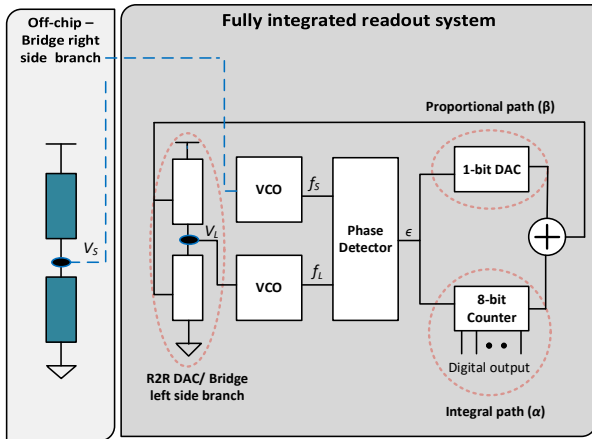 Off-chip –
Bridge right
side branch
Fully integrated readout system
Proportional path (β)
1-bit DAC
VCO
f_S
V_L
V_S
Phase
Detector
ϵ
VCO
f_L
8-bit
Counter
Digital output
R2R DAC/ Bridge
left side branch
Integral path (α)